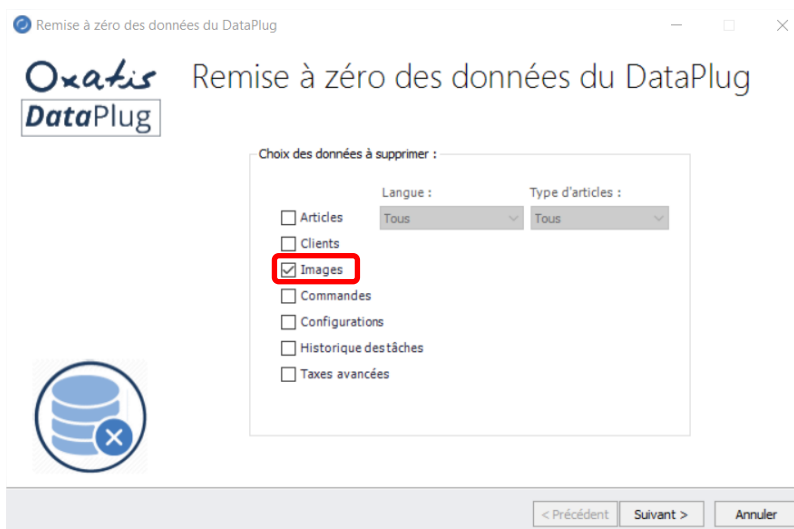 Remise à zéro des données du DataPlug
Oxatis
DataPlug
Remise à zéro des données du DataPlug
Choix des données à supprimer :
Langue : Type d'articles :
Articles Tous Tous
Clients
Images
Commandes
Configurations
Historique des tâches
Taxes avancées
< Précédent Suivant > Annuler